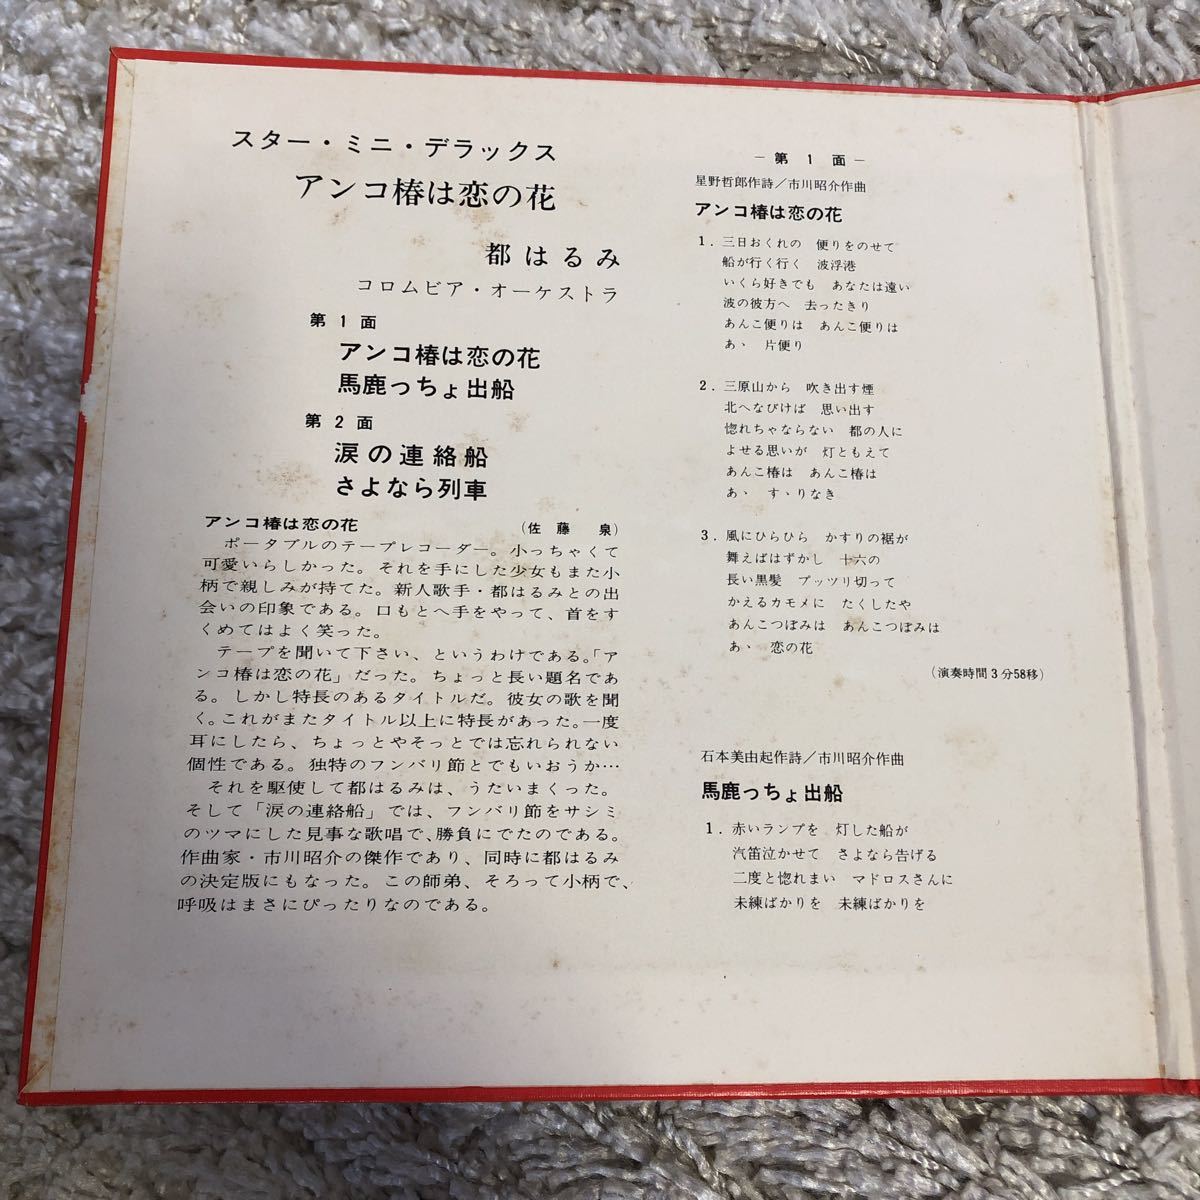 スター・ミニ・デラックス
アンコ椿は恋の花
都はるみ
コロムビア・オーケストラ
第1面
アンコ椿は恋の花
馬鹿っちょ出船
第2面
涙の連絡船
さよなら列車
アンコ椿は恋の花 (佐藤 泉)
ポータブルのテープレコーダー。小っちゃくて
可愛いらしかった。それを手にした少女もまた小
柄で親しみが持てた。新人歌手・都はるみとの出
会いの印象である。口もとへ手をやって、首をす
くめてはよく笑った。
テープを聞いて下さい、というわけである。「ア
ンコ椿は恋の花」だった。ちょっと長い題名であ
る。しかし特長のあるタイトルだ。彼女の歌を聞
く。これがまたタイトル以上に特長があった。一度
耳にしたら、ちょっとやそっとでは忘れられない
個性である。独特のフンバリ節とでもいおうか…
それを駆使して都はるみは、うたいまくった。
そして「涙の連絡船」では、フンバリ節をサシミ
のツマにした見事な歌唱で、勝負にでたのである。
作曲家・市川昭介の傑作であり、同時に都はるみ
の決定版にもなった。この師弟、そろって小柄で、
呼吸はまさにぴったりなのである。
－第1面－
星野哲郎作詩／市川昭介作曲
アンコ椿は恋の花
1．三日おくれの 便りをのせて
船が行く行く 波浮港
いくら好きでも あなたは遠い
波の彼方へ 去ったきり
あんこ便りは あんこ便りは
あゝ 片便り
2．三原山から 吹き出す煙
北へなびけば 思い出す
惚れちゃならない 都の人に
よせる思いが 灯ともえて
あんこ椿は あんこ椿は
あゝ すゝりなき
3．風にひらひら かすりの裾が
舞えばはずかし 十六の
長い黒髪 プッツリ切って
かえるカモメに たくしたや
あんこつぼみは あんこつぼみは
あゝ 恋の花
(演奏時間3分58秒)
石本美由起作詩／市川昭介作曲
馬鹿っちょ出船
1．赤いランプを 灯した船が
汽笛泣かせて さよなら告げる
二度と惚れまい マドロスさんに
未練ばかりを 未練ばかりを